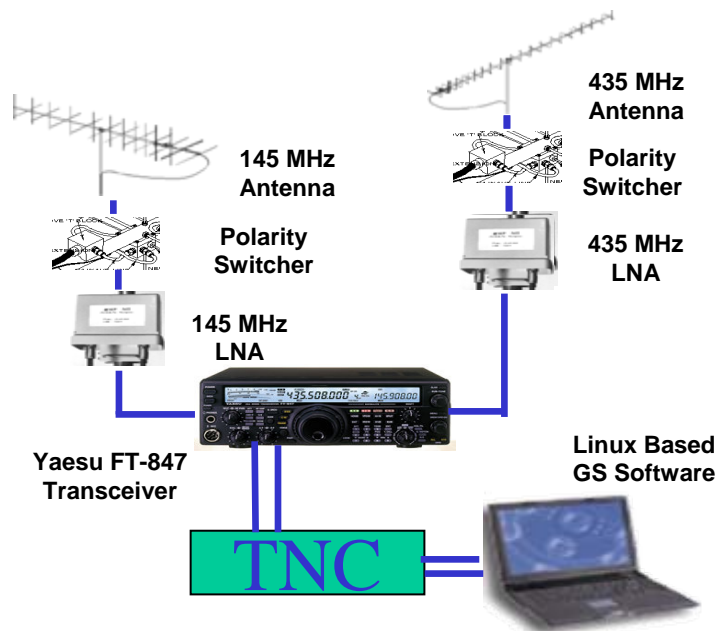 435 MHz
Antenna
145 MHz
Antenna
Polarity
Switcher
Polarity
Switcher
435 MHz
LNA
145 MHz
LNA
435.508.000
145.908.00
Yaesu FT-847
Transceiver
Linux Based
GS Software
TNC